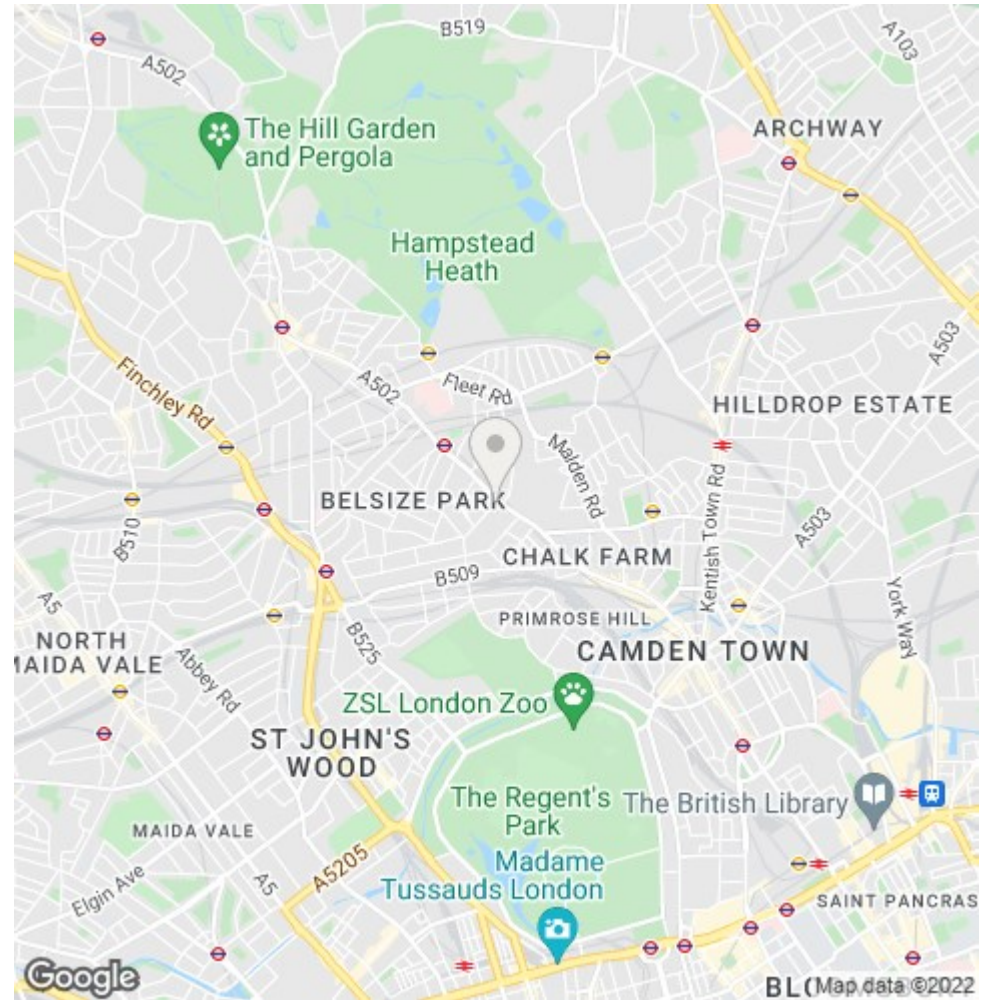 B519
A103
A502
The Hill Garden
and Pergola
ARCHWAY
Hampstead
Heath
A503
Finchley Rd
A502
Fleet Rd
HILLDROP ESTATE
Malden Rd
BELSIZE PARK
Kentish Town Rd
A503
B510
CHALK FARM
B509
A5
York Way
PRIMROSE HILL
NORTH
MAIDA VALE
B525
CAMDEN TOWN
Abbey Rd
ZSL London Zoo
ST JOHN'S
WOOD
The Regent's
Park
The British Library
MAIDA VALE
Madame
Tussauds London
A5205
Elgin Ave
A5
SAINT PANCRAS
Google
BL
Map data ©2022